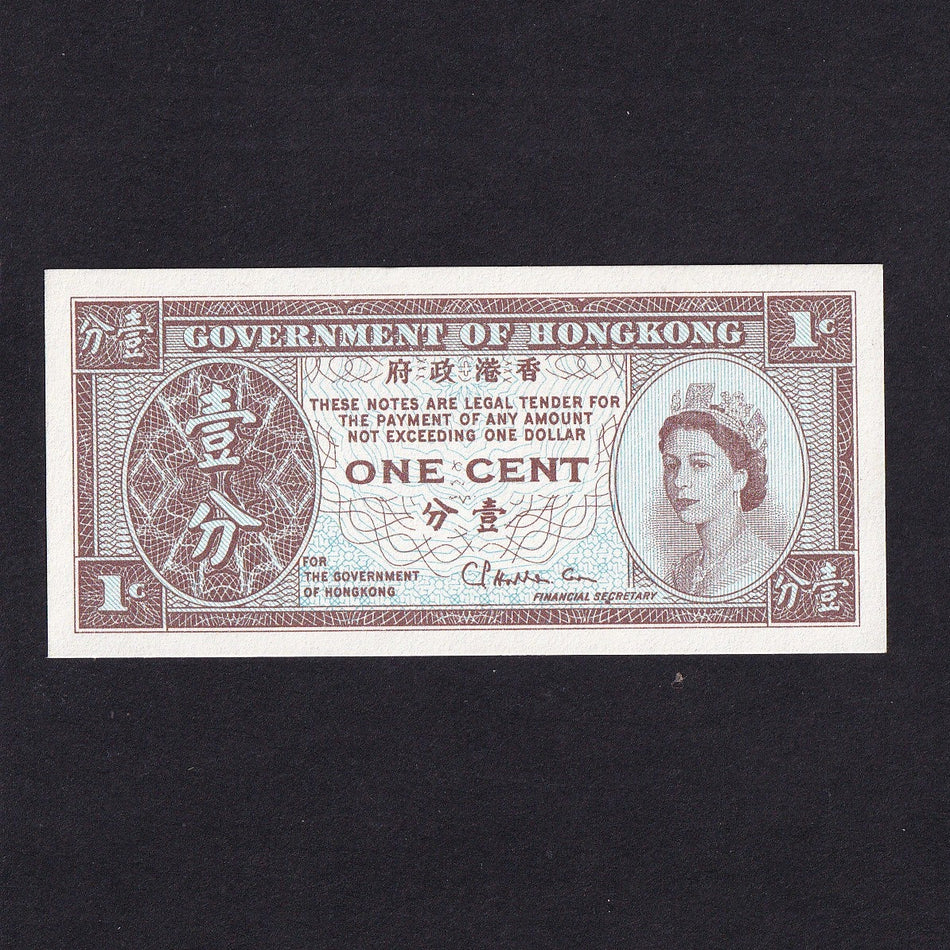 分壹
GOVERNMENT OF HONGKONG
1c
府政港香
THESE NOTES ARE LEGAL TENDER FOR
THE PAYMENT OF ANY AMOUNT
NOT EXCEEDING ONE DOLLAR
壹
分
ONE CENT
分壹
FOR
THE GOVERNMENT
OF HONGKONG
FINANCIAL SECRETARY
1c
分壹